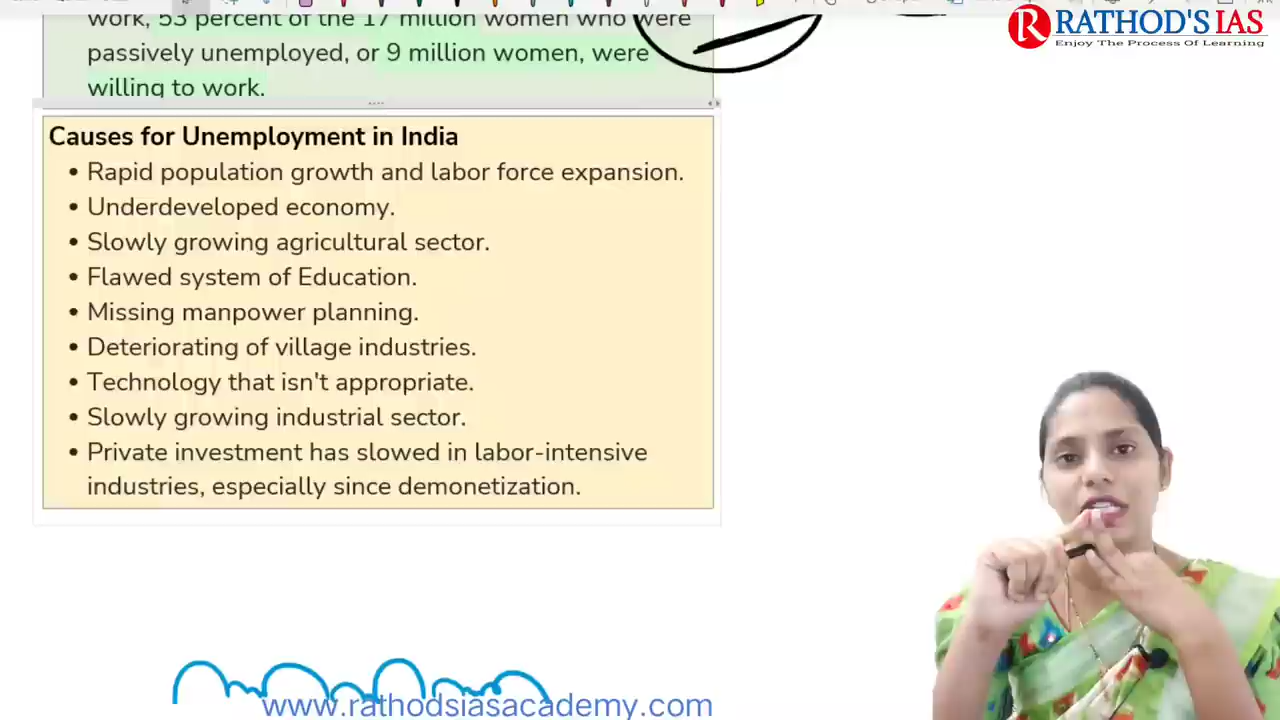 work, 53 percent of the 17 million women who were
passively unemployed, or 9 million women, were
willing to work.
RATHOD'S IAS
Enjoy The Process Of Learning
Causes for Unemployment in India
• Rapid population growth and labor force expansion.
• Underdeveloped economy.
• Slowly growing agricultural sector.
• Flawed system of Education.
• Missing manpower planning.
• Deteriorating of village industries.
• Technology that isn't appropriate.
• Slowly growing industrial sector.
• Private investment has slowed in labor-intensive
industries, especially since demonetization.
www.rathodsiasacademy.com